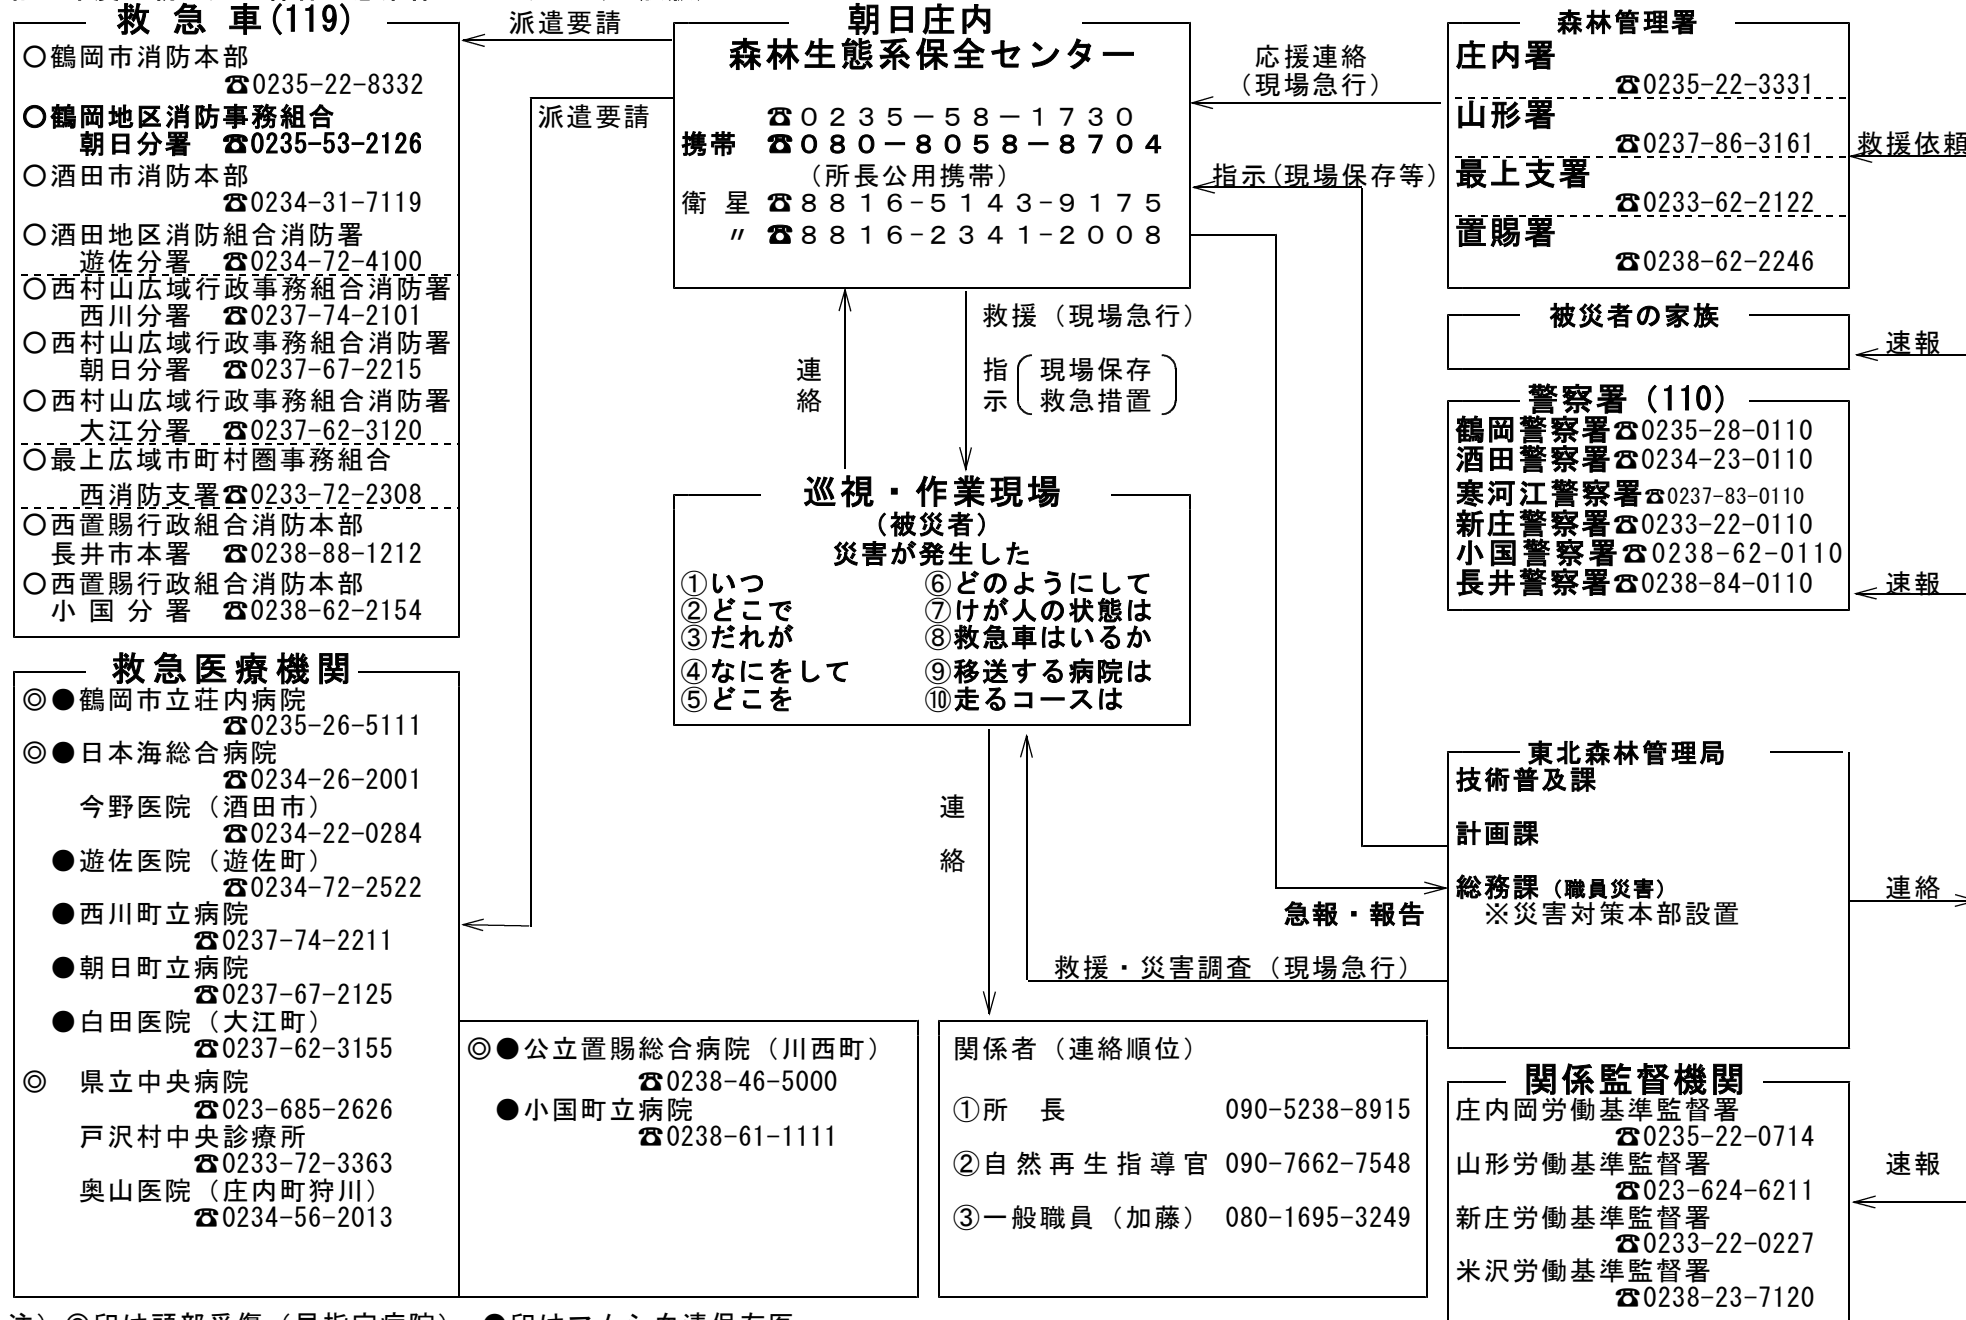 救急車(119)
○鶴岡市消防本部
☎0235-22-8332
○鶴岡地区消防事務組合
朝日分署 ☎0235-53-2126
○酒田市消防本部
☎0234-31-7119
○酒田地区消防組合消防署
遊佐分署 ☎0234-72-4100
○西村山広域行政事務組合消防署
西川分署 ☎0237-74-2101
○西村山広域行政事務組合消防署
朝日分署 ☎0237-67-2215
○西村山広域行政事務組合消防署
大江分署 ☎0237-62-3120
○最上広域市町村圏事務組合
西消防支署☎0233-72-2308
○西置賜行政組合消防本部
長井市本署 ☎0238-88-1212
○西置賜行政組合消防本部
小国分署 ☎0238-62-2154
救急医療機関
◎●鶴岡市立荘内病院
☎0235-26-5111
◎●日本海総合病院
☎0234-26-2001
今野医院（酒田市）
☎0234-22-0284
●遊佐医院（遊佐町）
☎0234-72-2522
●西川町立病院
☎0237-74-2211
●朝日町立病院
☎0237-67-2125
●白田医院（大江町）
☎0237-62-3155
◎ 県立中央病院
☎023-685-2626
戸沢村中央診療所
☎0233-72-3363
奥山医院（庄内町狩川）
☎0234-56-2013
◎●公立置賜総合病院（川西町）
☎0238-46-5000
●小国町立病院
☎0238-61-1111
派遣要請
派遣要請
朝日庄内
森林生態系保全センター
☎0235－58－1730
携帯 ☎080－8058－8704
（所長公用携帯）
衛星 ☎8816-5143-9175
〃 ☎8816-2341-2008
連絡
救援（現場急行）
指示
現場保存
救急措置
巡視・作業現場
（被災者）
災害が発生した
①いつ
②どこで
③だれが
④なにをして
⑤どこを
⑥どのようにして
⑦けが人の状態は
⑧救急車はいるか
⑨移送する病院は
⑩走るコースは
連絡
関係者（連絡順位）
①所 長 090-5238-8915
②自然再生指導官 090-7662-7548
③一般職員（加藤） 080-1695-3249
応援連絡
（現場急行）
指示(現場保存等)
急報・報告
救援・災害調査（現場急行）
森林管理署
庄内署
☎0235-22-3331
山形署
☎0237-86-3161
最上支署
☎0233-62-2122
置賜署
☎0238-62-2246
救援依頼
被災者の家族
速報
警察署（110）
鶴岡警察署☎0235-28-0110
酒田警察署☎0234-23-0110
寒河江警察署☎0237-83-0110
新庄警察署☎0233-22-0110
小国警察署☎0238-62-0110
長井警察署☎0238-84-0110
速報
東北森林管理局
技術普及課
計画課
総務課（職員災害）
※災害対策本部設置
連絡
関係監督機関
庄内岡労働基準監督署
☎0235-22-0714
山形労働基準監督署
☎023-624-6211
新庄労働基準監督署
☎0233-22-0227
米沢労働基準監督署
☎0238-23-7120
速報